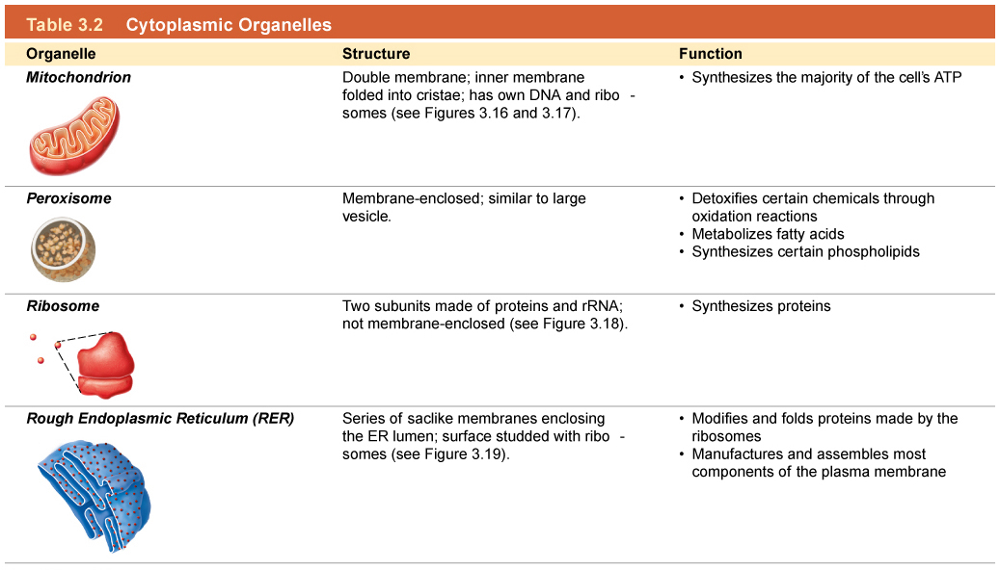 Table 3.2 Cytoplasmic Organelles
Organelle Structure Function
Mitochondrion
Double membrane; inner membrane
folded into cristae; has own DNA and ribo -
somes (see Figures 3.16 and 3.17).
• Synthesizes the majority of the cell's ATP
Peroxisome
Membrane-enclosed; similar to large
vesicle.
• Detoxifies certain chemicals through
oxidation reactions
• Metabolizes fatty acids
• Synthesizes certain phospholipids
Ribosome
Two subunits made of proteins and rRNA;
not membrane-enclosed (see Figure 3.18).
• Synthesizes proteins
Rough Endoplasmic Reticulum (RER)
Series of saclike membranes enclosing
the ER lumen; surface studded with ribo -
somes (see Figure 3.19).
• Modifies and folds proteins made by the
ribosomes
• Manufactures and assembles most
components of the plasma membrane